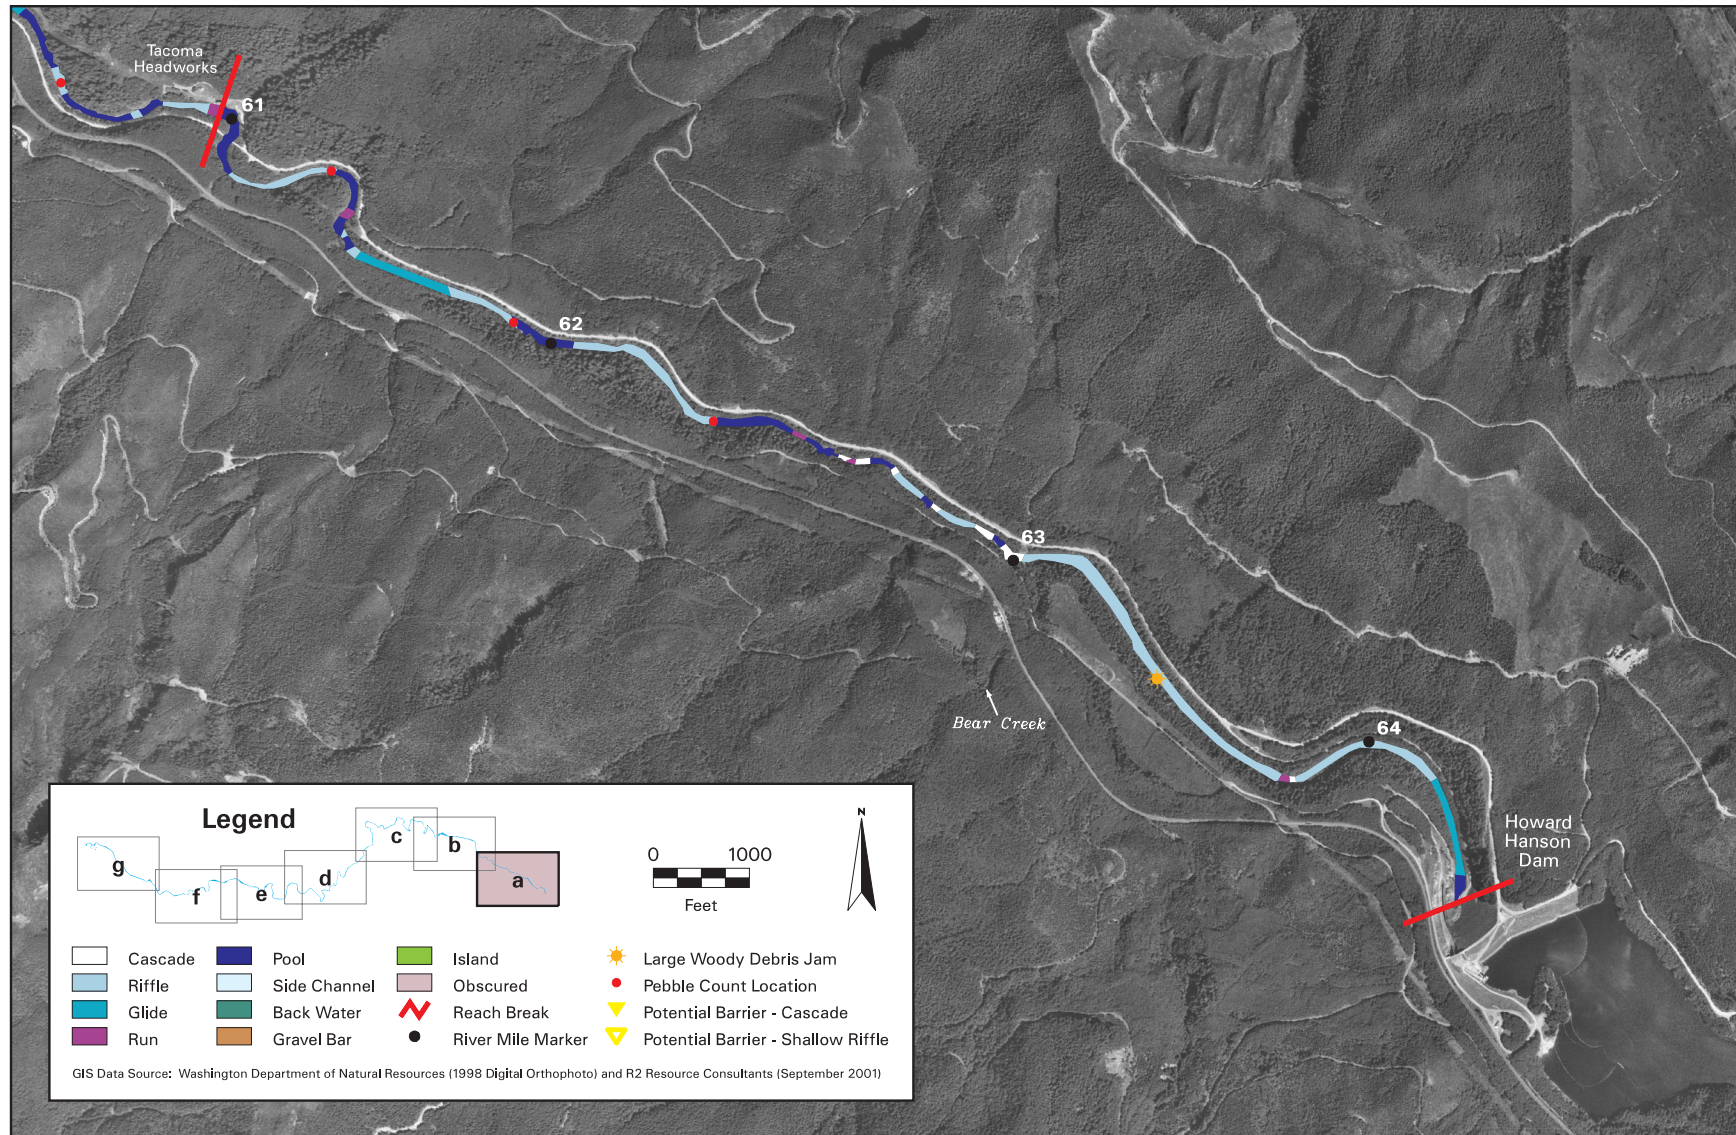 Tacoma
Headworks
61
62
63
64
Bear Creek
Howard
Hanson
Dam
Legend
g
f
e
d
c
b
a
0 1000
Feet
N
Cascade
Riffle
Glide
Run
Pool
Side Channel
Back Water
Gravel Bar
Island
Obscured
Reach Break
River Mile Marker
Large Woody Debris Jam
Pebble Count Location
Potential Barrier - Cascade
Potential Barrier - Shallow Riffle
GIS Data Source: Washington Department of Natural Resources (1998 Digital Orthophoto) and R2 Resource Consultants (September 2001)